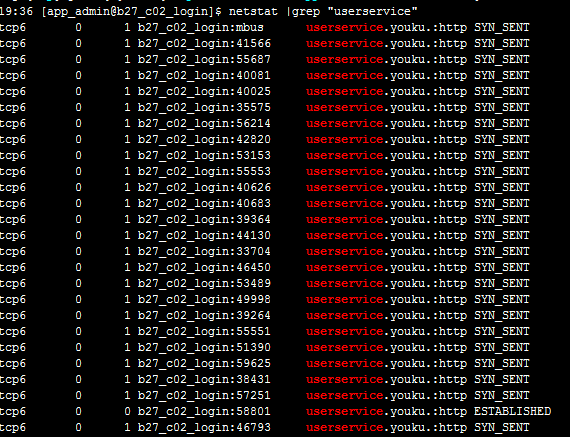 19:36 [app_admin@b27_c02_login]$ netstat |grep "userservice"
tcp6 0 1 b27_c02_login:mbus userservice.youku.:http SYN_SENT
tcp6 0 1 b27_c02_login:41566 userservice.youku.:http SYN_SENT
tcp6 0 1 b27_c02_login:55687 userservice.youku.:http SYN_SENT
tcp6 0 1 b27_c02_login:40081 userservice.youku.:http SYN_SENT
tcp6 0 1 b27_c02_login:40025 userservice.youku.:http SYN_SENT
tcp6 0 1 b27_c02_login:35575 userservice.youku.:http SYN_SENT
tcp6 0 1 b27_c02_login:56214 userservice.youku.:http SYN_SENT
tcp6 0 1 b27_c02_login:42820 userservice.youku.:http SYN_SENT
tcp6 0 1 b27_c02_login:53153 userservice.youku.:http SYN_SENT
tcp6 0 1 b27_c02_login:55553 userservice.youku.:http SYN_SENT
tcp6 0 1 b27_c02_login:40626 userservice.youku.:http SYN_SENT
tcp6 0 1 b27_c02_login:40683 userservice.youku.:http SYN_SENT
tcp6 0 1 b27_c02_login:39364 userservice.youku.:http SYN_SENT
tcp6 0 1 b27_c02_login:44130 userservice.youku.:http SYN_SENT
tcp6 0 1 b27_c02_login:33704 userservice.youku.:http SYN_SENT
tcp6 0 1 b27_c02_login:46450 userservice.youku.:http SYN_SENT
tcp6 0 1 b27_c02_login:53489 userservice.youku.:http SYN_SENT
tcp6 0 1 b27_c02_login:49998 userservice.youku.:http SYN_SENT
tcp6 0 1 b27_c02_login:39264 userservice.youku.:http SYN_SENT
tcp6 0 1 b27_c02_login:55551 userservice.youku.:http SYN_SENT
tcp6 0 1 b27_c02_login:51390 userservice.youku.:http SYN_SENT
tcp6 0 1 b27_c02_login:59625 userservice.youku.:http SYN_SENT
tcp6 0 1 b27_c02_login:38431 userservice.youku.:http SYN_SENT
tcp6 0 1 b27_c02_login:57251 userservice.youku.:http SYN_SENT
tcp6 0 0 b27_c02_login:58801 userservice.youku.:http ESTABLISHED
tcp6 0 1 b27_c02_login:46793 userservice.youku.:http SYN_SENT